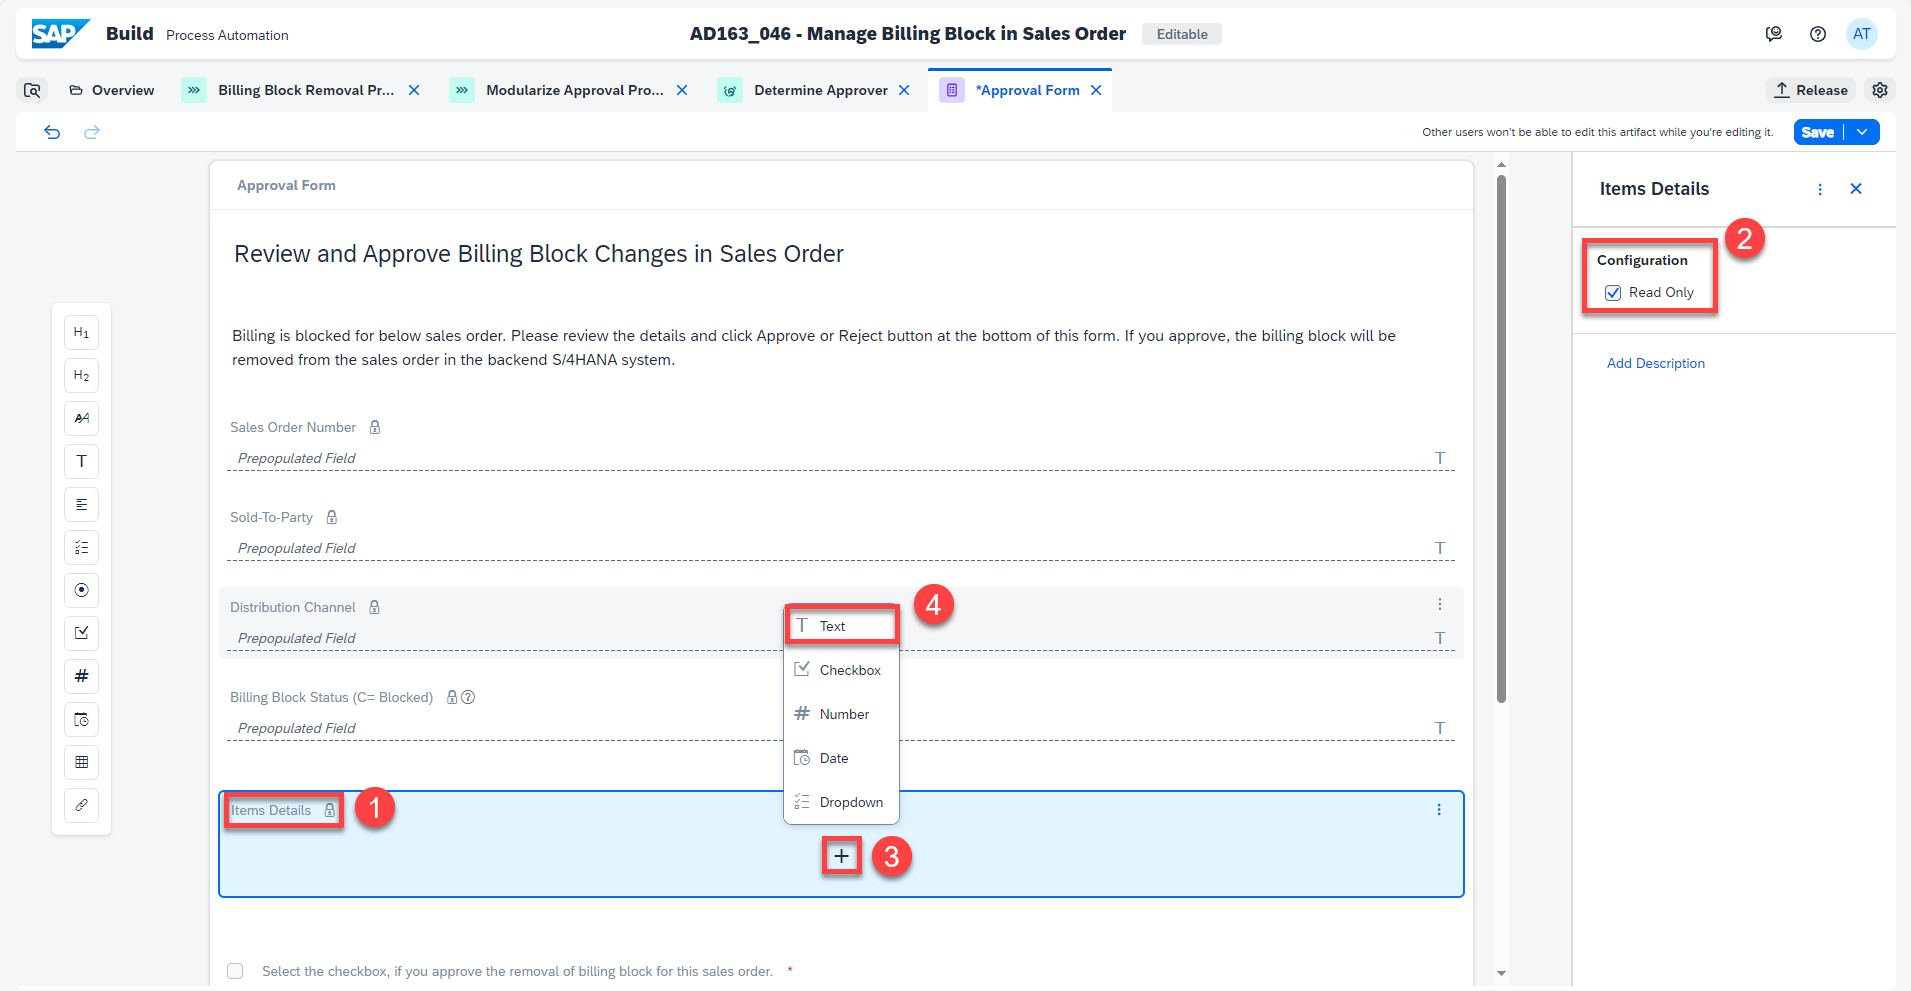 SAP Build Process Automation
AD163_046 - Manage Billing Block in Sales Order Editable
AT
Overview
Billing Block Removal Pr...
Modularize Approval Pro...
Determine Approver
*Approval Form
Release
Other users won't be able to edit this artifact while you're editing it.
Save
Approval Form
Review and Approve Billing Block Changes in Sales Order
Billing is blocked for below sales order. Please review the details and click Approve or Reject button at the bottom of this form. If you approve, the billing block will be
removed from the sales order in the backend S/4HANA system.
H1
H2
AA
T
#
Sales Order Number
Prepopulated Field T
Sold-To-Party
Prepopulated Field T
Distribution Channel
Prepopulated Field T
Billing Block Status (C= Blocked)
Prepopulated Field T
4
T Text
Checkbox
# Number
Date
Dropdown
Items Details
1
+
3
Select the checkbox, if you approve the removal of billing block for this sales order. *
Items Details
2
Configuration
Read Only
Add Description